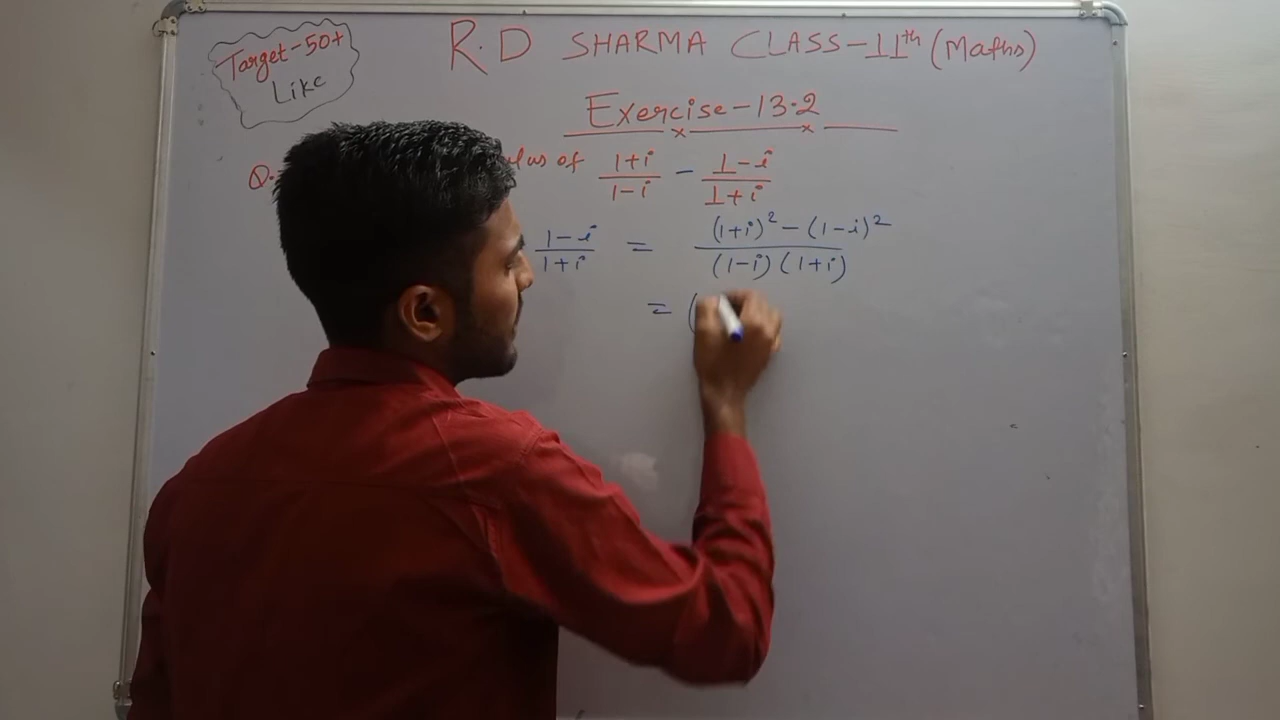 Target-50+
Like
R.D SHARMA CLASS-11th (Maths)
Exercise-13.2
Q. of (1+i)/(1-i) - (1-i)/(1+i)
(1-i)/(1+i) = ((1+i)² - (1-i)²)/((1-i)(1+i))
= (